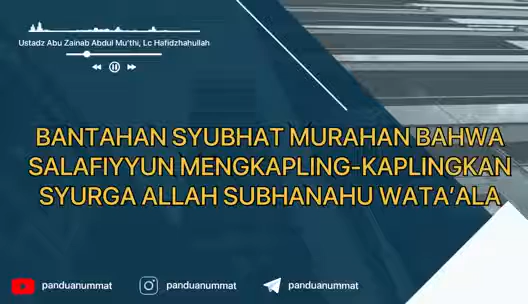 Ustadz Abu Zainab Abdul Mu'thi, Lc Hafidzhahullah
BANTAHAN SYUBHAT MURAHAN BAHWA
SALAFIYYUN MENGKAPLING-KAPLINGKAN
SYURGA ALLAH SUBHANAHU WATA'ALA
panduanummat panduanummat panduanummat